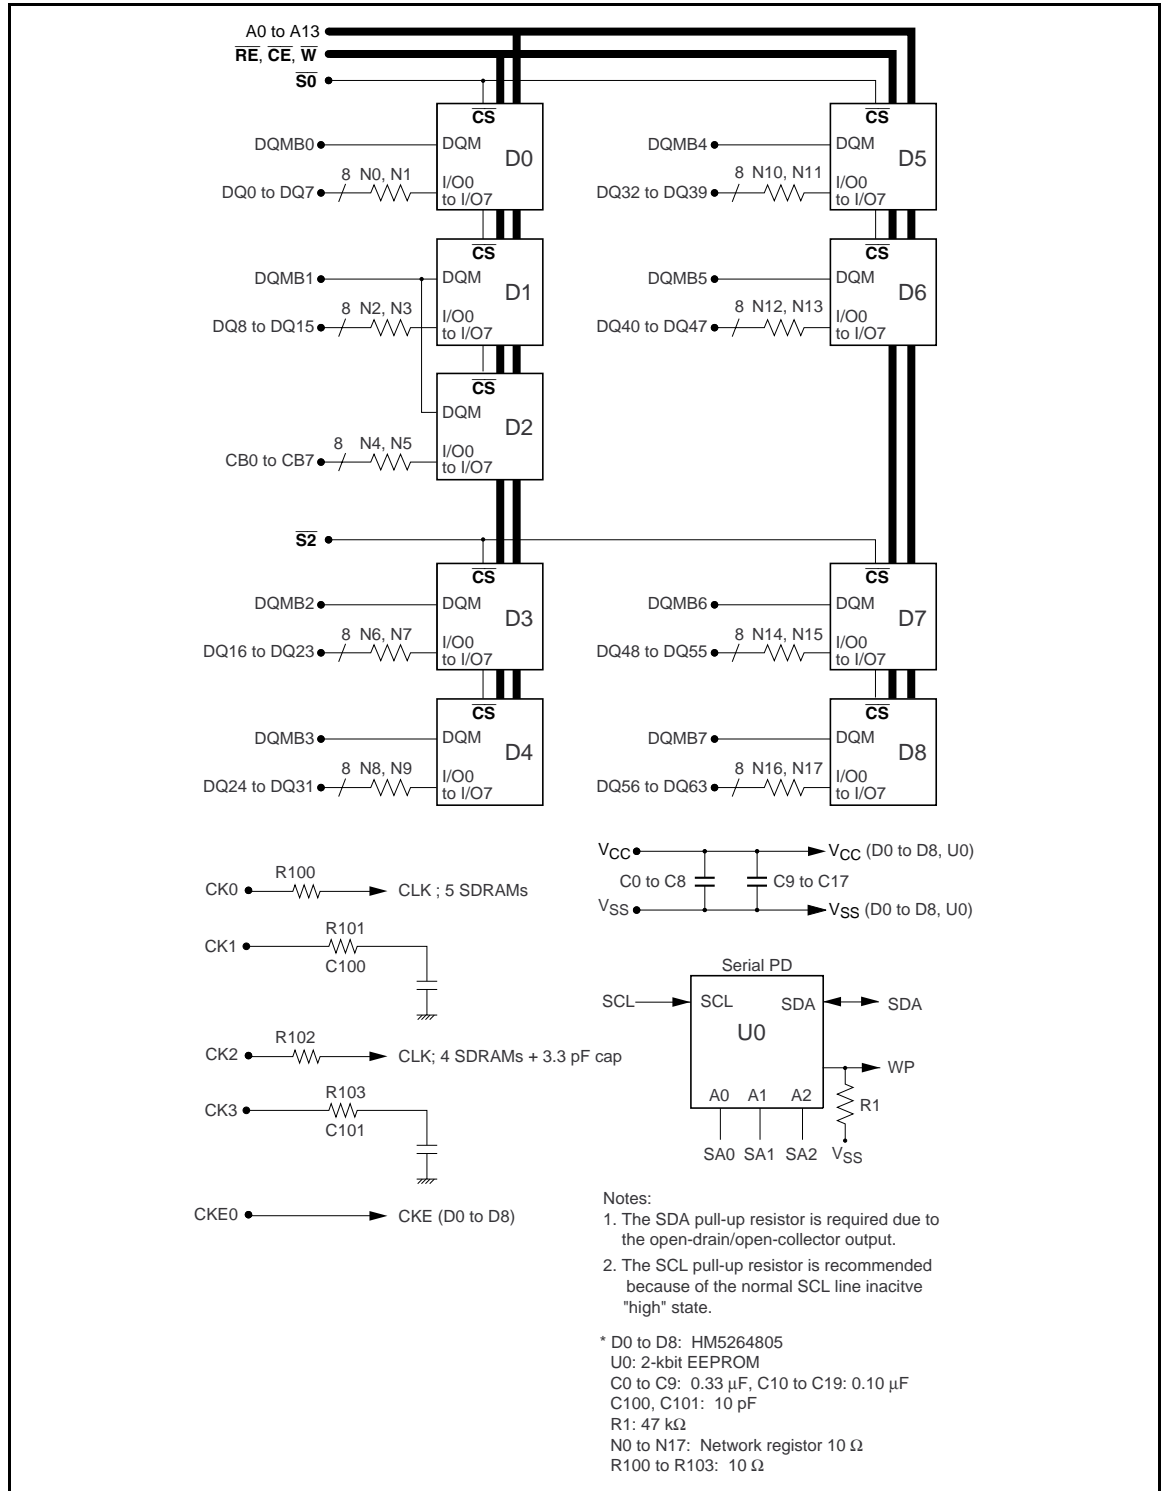 A0 to A13
RE, CE, W
S0
CS
DQMB0
DQM
D0
8 N0, N1
DQ0 to DQ7
I/O0
to I/O7
CS
DQMB4
DQM
D5
8 N10, N11
DQ32 to DQ39
I/O0
to I/O7
CS
DQMB1
DQM
D1
8 N2, N3
DQ8 to DQ15
I/O0
to I/O7
CS
DQMB5
DQM
D6
8 N12, N13
DQ40 to DQ47
I/O0
to I/O7
CS
DQM
D2
8 N4, N5
CB0 to CB7
I/O0
to I/O7
S2
CS
DQMB2
DQM
D3
8 N6, N7
DQ16 to DQ23
I/O0
to I/O7
CS
DQMB6
DQM
D7
8 N14, N15
DQ48 to DQ55
I/O0
to I/O7
CS
DQMB3
DQM
D4
8 N8, N9
DQ24 to DQ31
I/O0
to I/O7
CS
DQMB7
DQM
D8
8 N16, N17
DQ56 to DQ63
I/O0
to I/O7
R100
CK0
CLK ; 5 SDRAMs
R101
CK1
C100
R102
CK2
CLK; 4 SDRAMs + 3.3 pF cap
R103
CK3
C101
CKE0
CKE (D0 to D8)
VCC
VCC (D0 to D8, U0)
C0 to C8
C9 to C17
VSS
VSS (D0 to D8, U0)
Serial PD
SCL
SCL
SDA
SDA
U0
WP
A0 A1 A2
R1
SA0 SA1 SA2
VSS
Notes:
1. The SDA pull-up resistor is required due to
the open-drain/open-collector output.
2. The SCL pull-up resistor is recommended
because of the normal SCL line inacitve
"high" state.
* D0 to D8: HM5264805
U0: 2-kbit EEPROM
C0 to C9: 0.33 μF, C10 to C19: 0.10 μF
C100, C101: 10 pF
R1: 47 kΩ
N0 to N17: Network registor 10 Ω
R100 to R103: 10 Ω